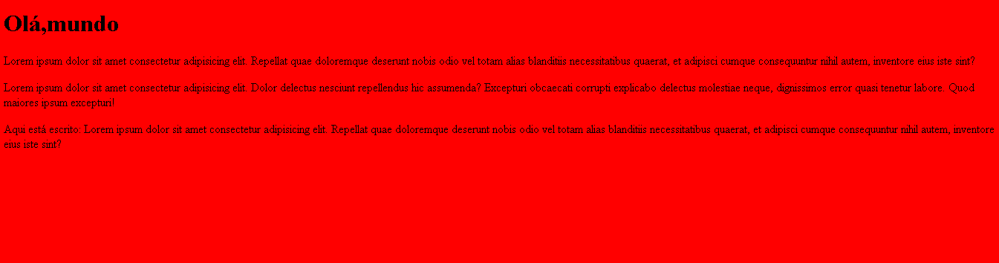 Olá,mundo
Lorem ipsum dolor sit amet consectetur adipisicing elit. Repellat quae doloremque deserunt nobis odio vel totam alias blanditiis necessitatibus quaerat, et adipisci cumque consequuntur nihil autem, inventore eius iste sint?
Lorem ipsum dolor sit amet consectetur adipisicing elit. Dolor delectus nesciunt repellendus hic assumenda? Excepturi obcaecati corrupti explicabo delectus molestiae neque, dignissimos error quasi tenetur labore. Quod
maiores ipsum excepturi!
Aqui está escrito: Lorem ipsum dolor sit amet consectetur adipisicing elit. Repellat quae doloremque deserunt nobis odio vel totam alias blanditiis necessitatibus quaerat, et adipisci cumque consequuntur nihil autem, inventore
eius iste sint?